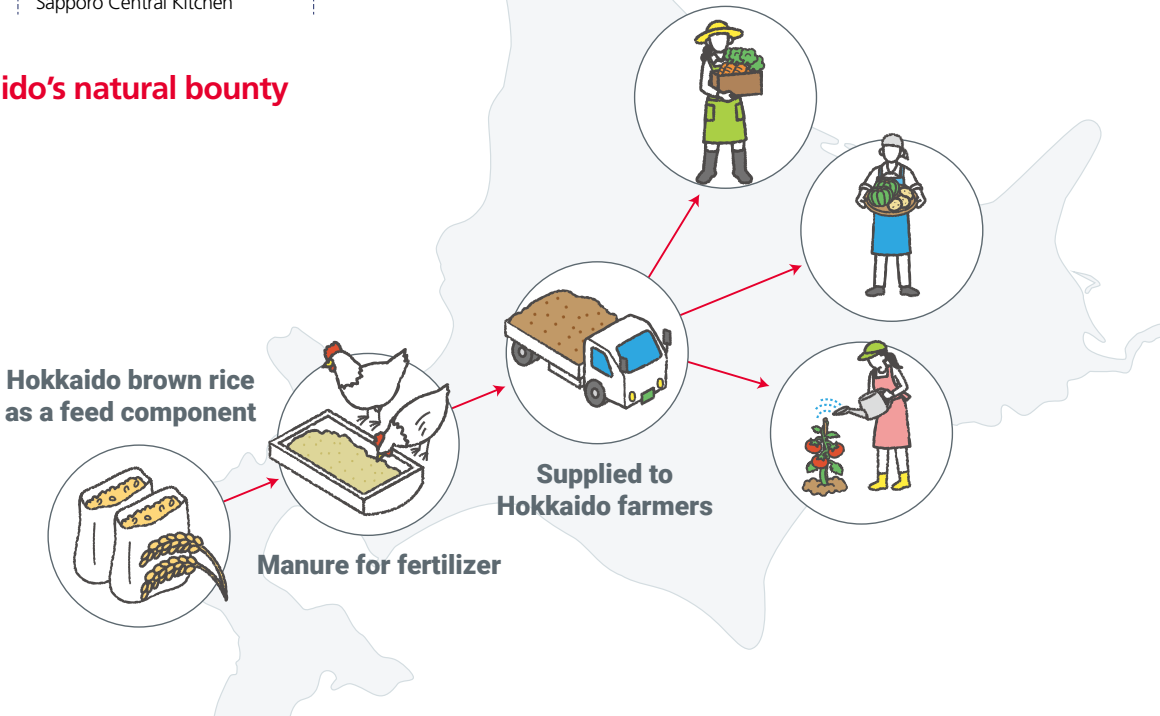 Sapporo Central Kitchen
ido's natural bounty
Hokkaido brown rice
as a feed component
Supplied to
Hokkaido farmers
Manure for fertilizer